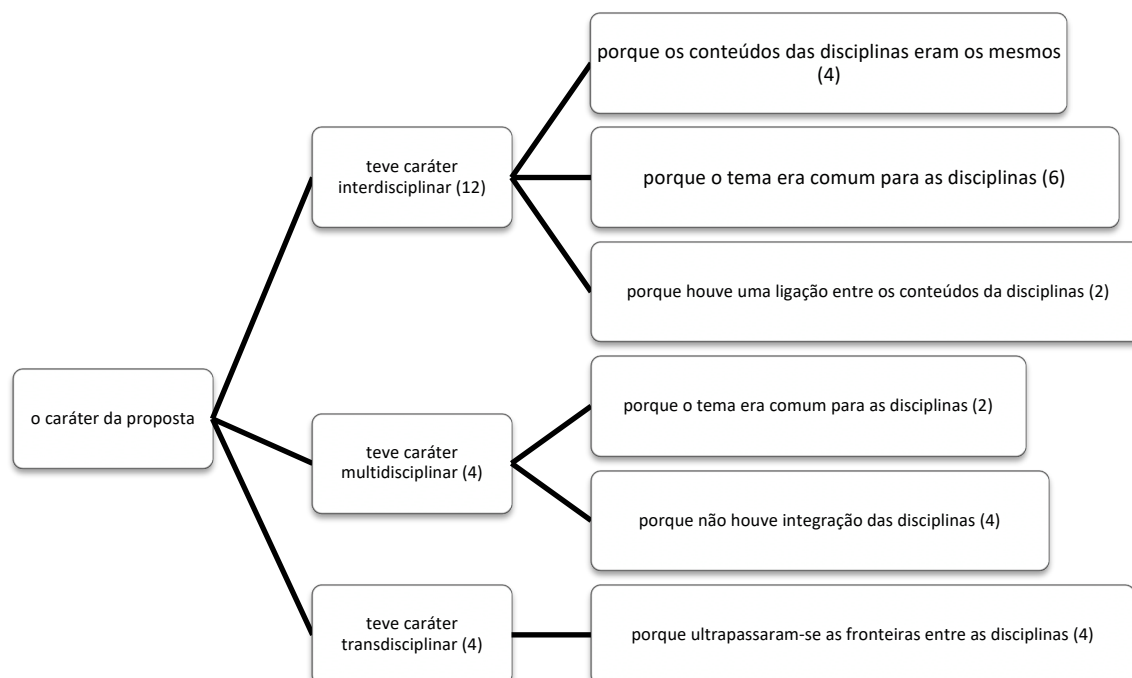 porque os conteúdos das disciplinas eram os mesmos
(4)
teve caráter
interdisciplinar (12)
porque o tema era comum para as disciplinas (6)
porque houve uma ligação entre os conteúdos da disciplinas (2)
o caráter da proposta
porque o tema era comum para as disciplinas (2)
teve caráter
multidisciplinar (4)
porque não houve integração das disciplinas (4)
teve caráter
transdisciplinar (4)
porque ultrapassaram-se as fronteiras entre as disciplinas (4)